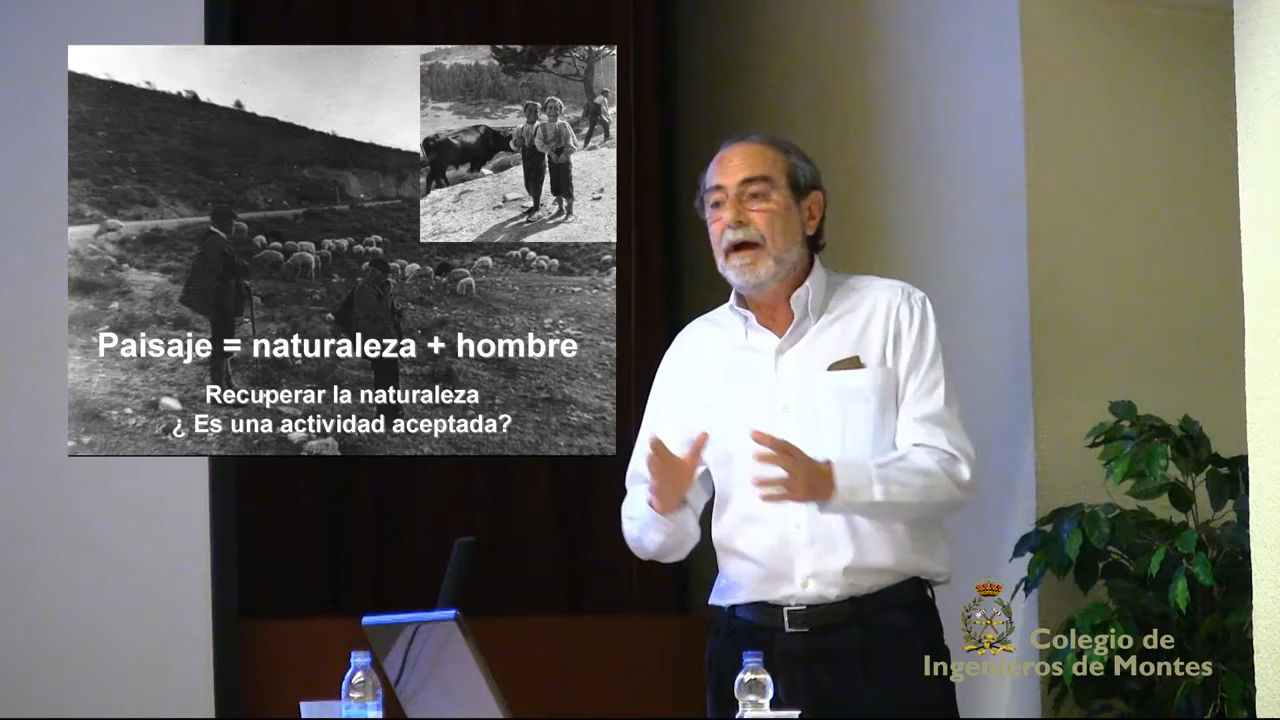 Paisaje = naturaleza + hombre
Recuperar la naturaleza
¿ Es una actividad aceptada?
Colegio de
Ingenieros de Montes